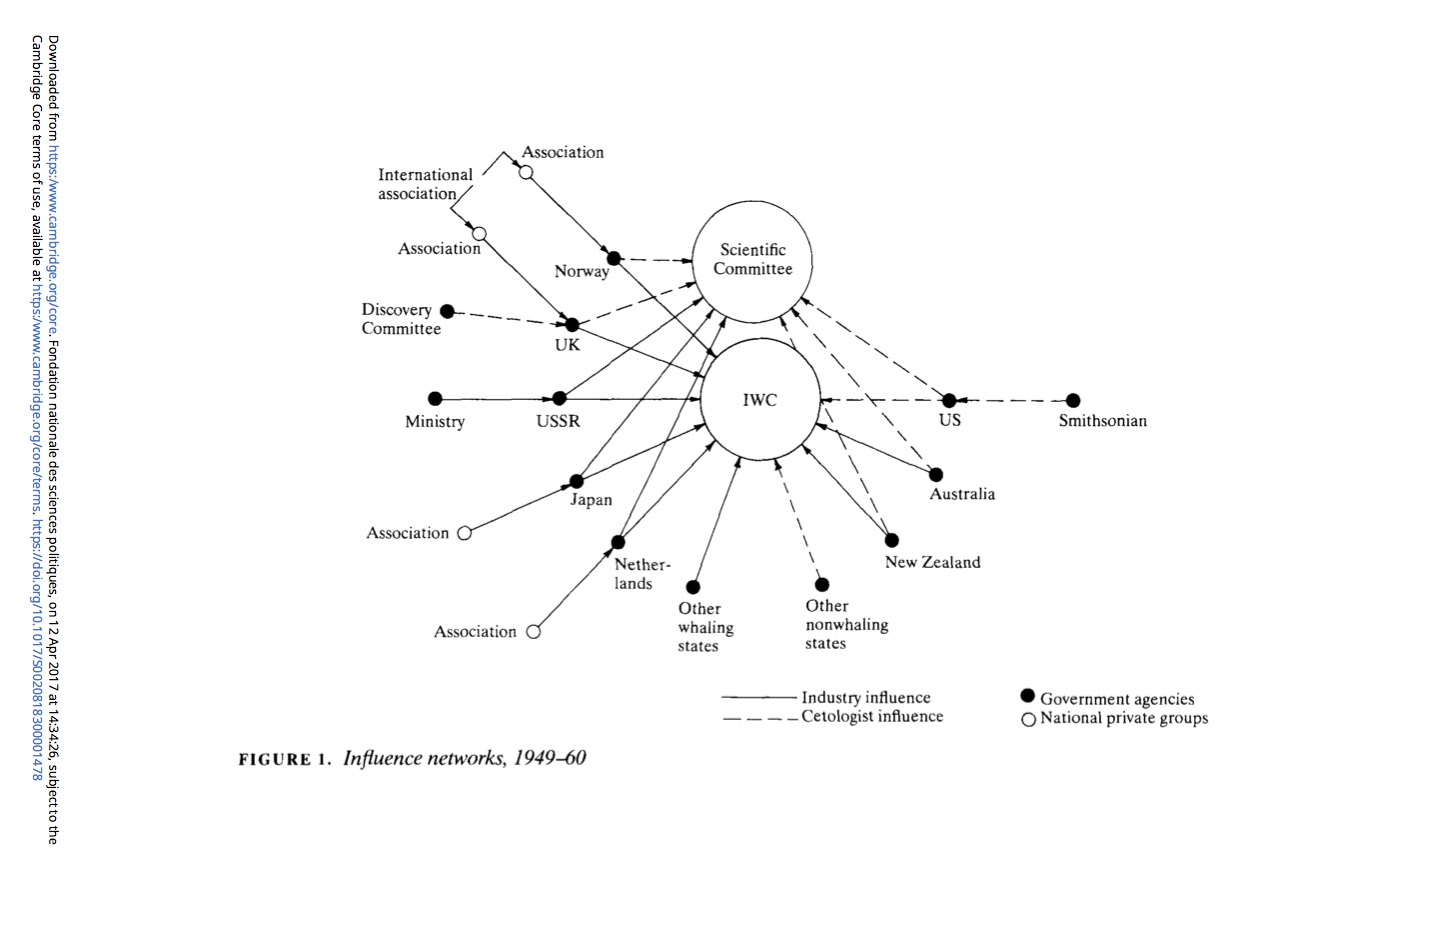 Downloaded from https:/www.cambridge.org/core. Fondation nationale des sciences politiques, on 12 Apr 2017 at 14:34:26, subject to the
Cambridge Core terms of use, available at https:/www.cambridge.org/core/terms. https://doi.org/10.1017/S0020818300001478
Association
International
association
Association
Scientific
Committee
Norway
Discovery
Committee
UK
IWC
Ministry
USSR
US
Smithsonian
Japan
Australia
Association
Nether-
lands
New Zealand
Other
whaling
states
Other
nonwhaling
states
Association
Industry influence
Cetologist influence
Government agencies
National private groups
FIGURE 1. Influence networks, 1949–60